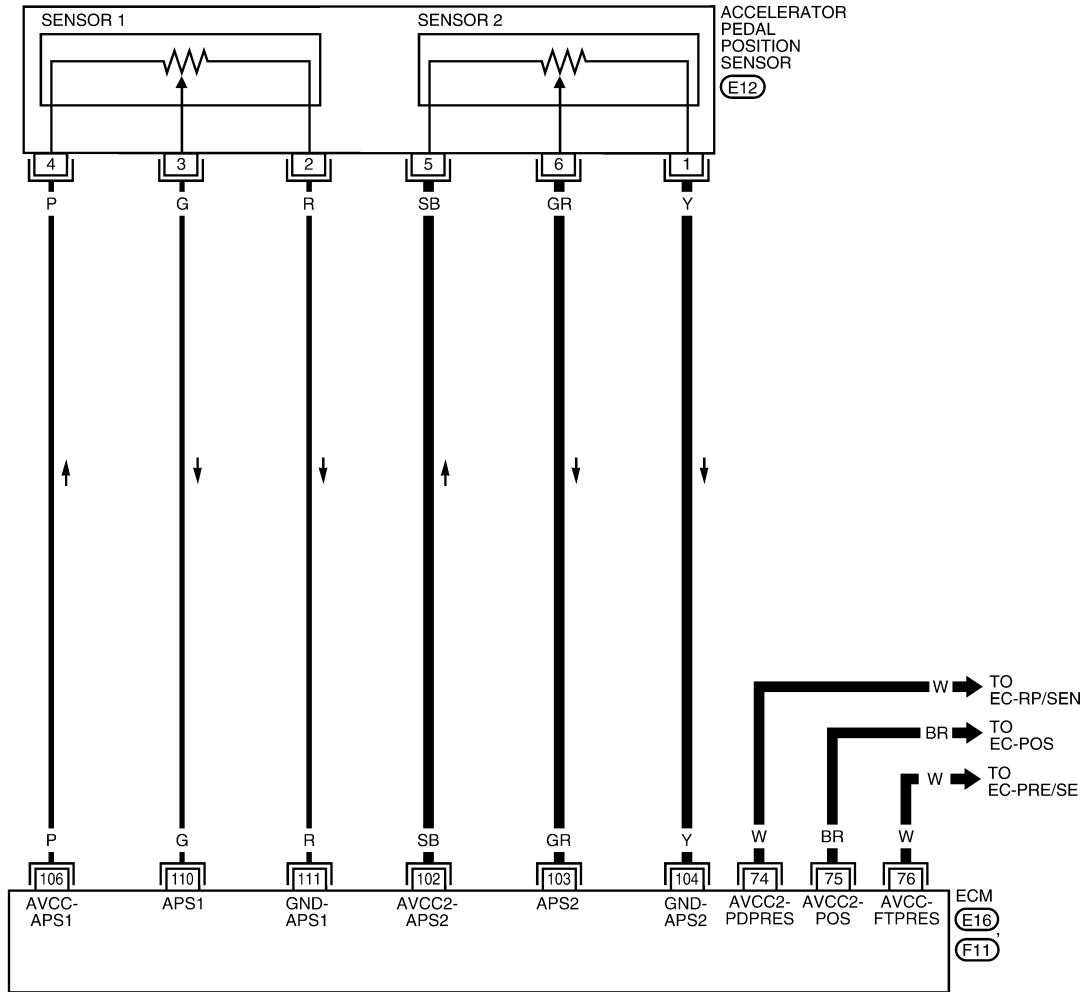 SENSOR 1
SENSOR 2
ACCELERATOR
PEDAL
POSITION
SENSOR
E12
4 3 2 5 6 1
P G R SB GR Y
W TO
EC-RP/SEN
BR TO
EC-POS
W TO
EC-PRE/SE
P G R SB GR Y W BR W
106 110 111 102 103 104 74 75 76
AVCC-
APS1
APS1
GND-
APS1
AVCC2-
APS2
APS2
GND-
APS2
AVCC2-
PDPRES
AVCC2-
POS
AVCC-
FTPRES
ECM
E16,
F11